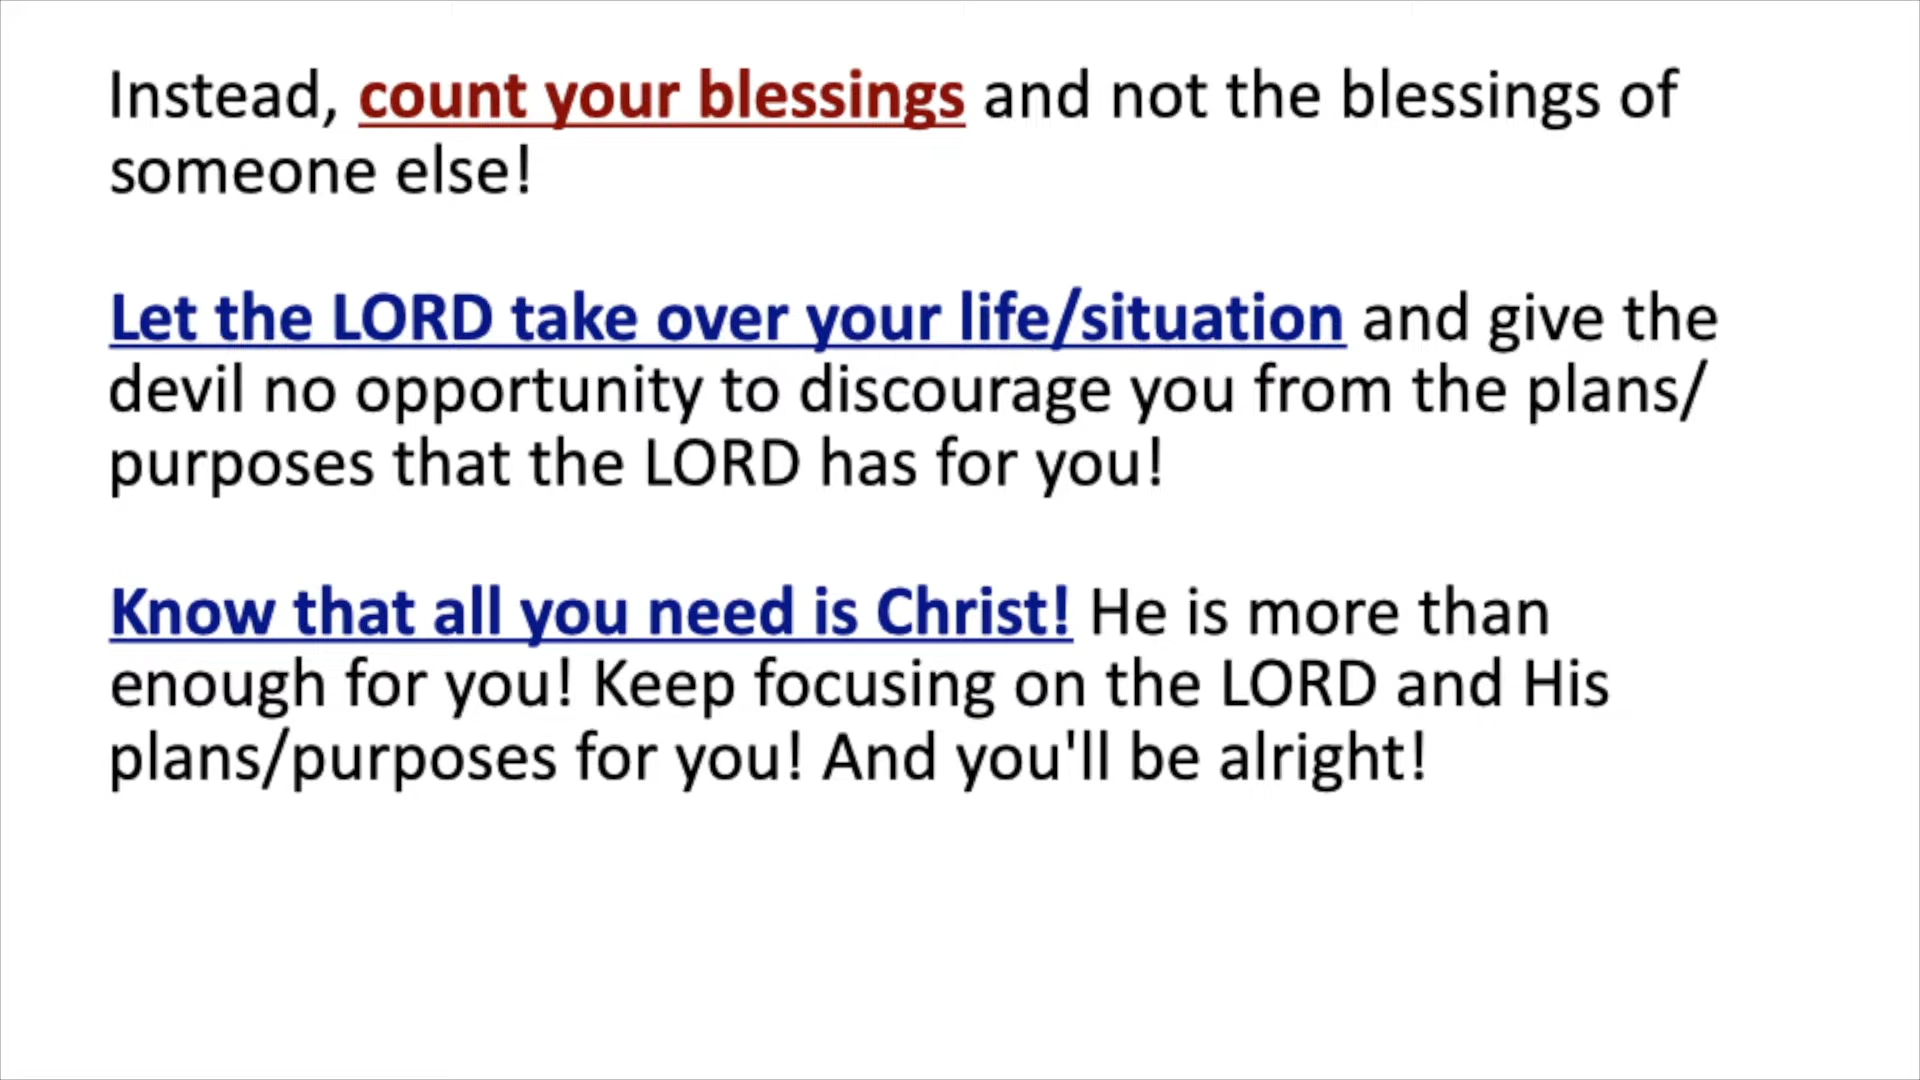 Instead, count your blessings and not the blessings of
someone else!
Let the LORD take over your life/situation and give the
devil no opportunity to discourage you from the plans/
purposes that the LORD has for you!
Know that all you need is Christ! He is more than
enough for you! Keep focusing on the LORD and His
plans/purposes for you! And you'll be alright!